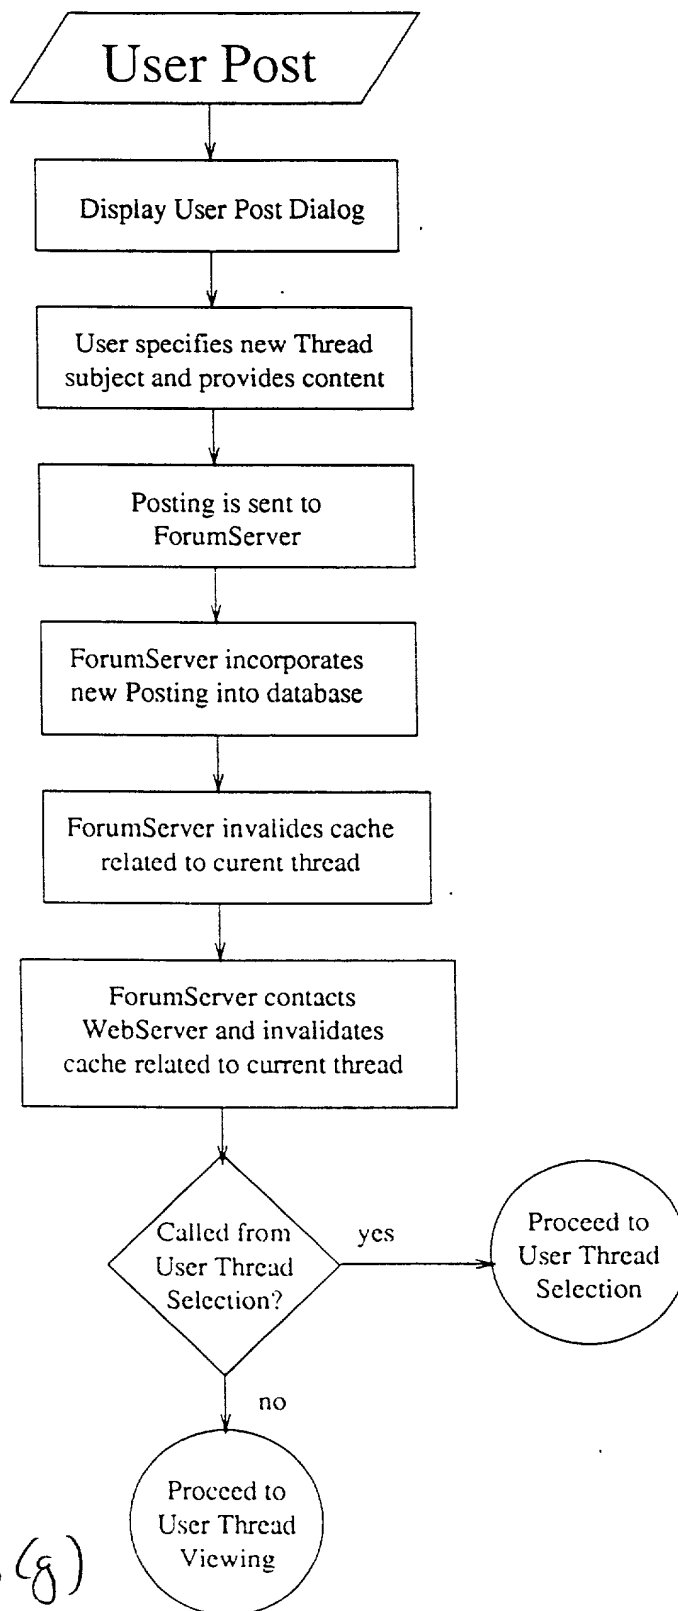 User Post
Display User Post Dialog
User specifies new Thread
subject and provides content
Posting is sent to
ForumServer
ForumServer incorporates
new Posting into database
ForumServer invalides cache
related to curent thread
ForumServer contacts
WebServer and invalidates
cache related to current thread
Called from
User Thread
Selection?
yes
Proceed to
User Thread
Selection
no
Proceed to
User Thread
Viewing
(g)